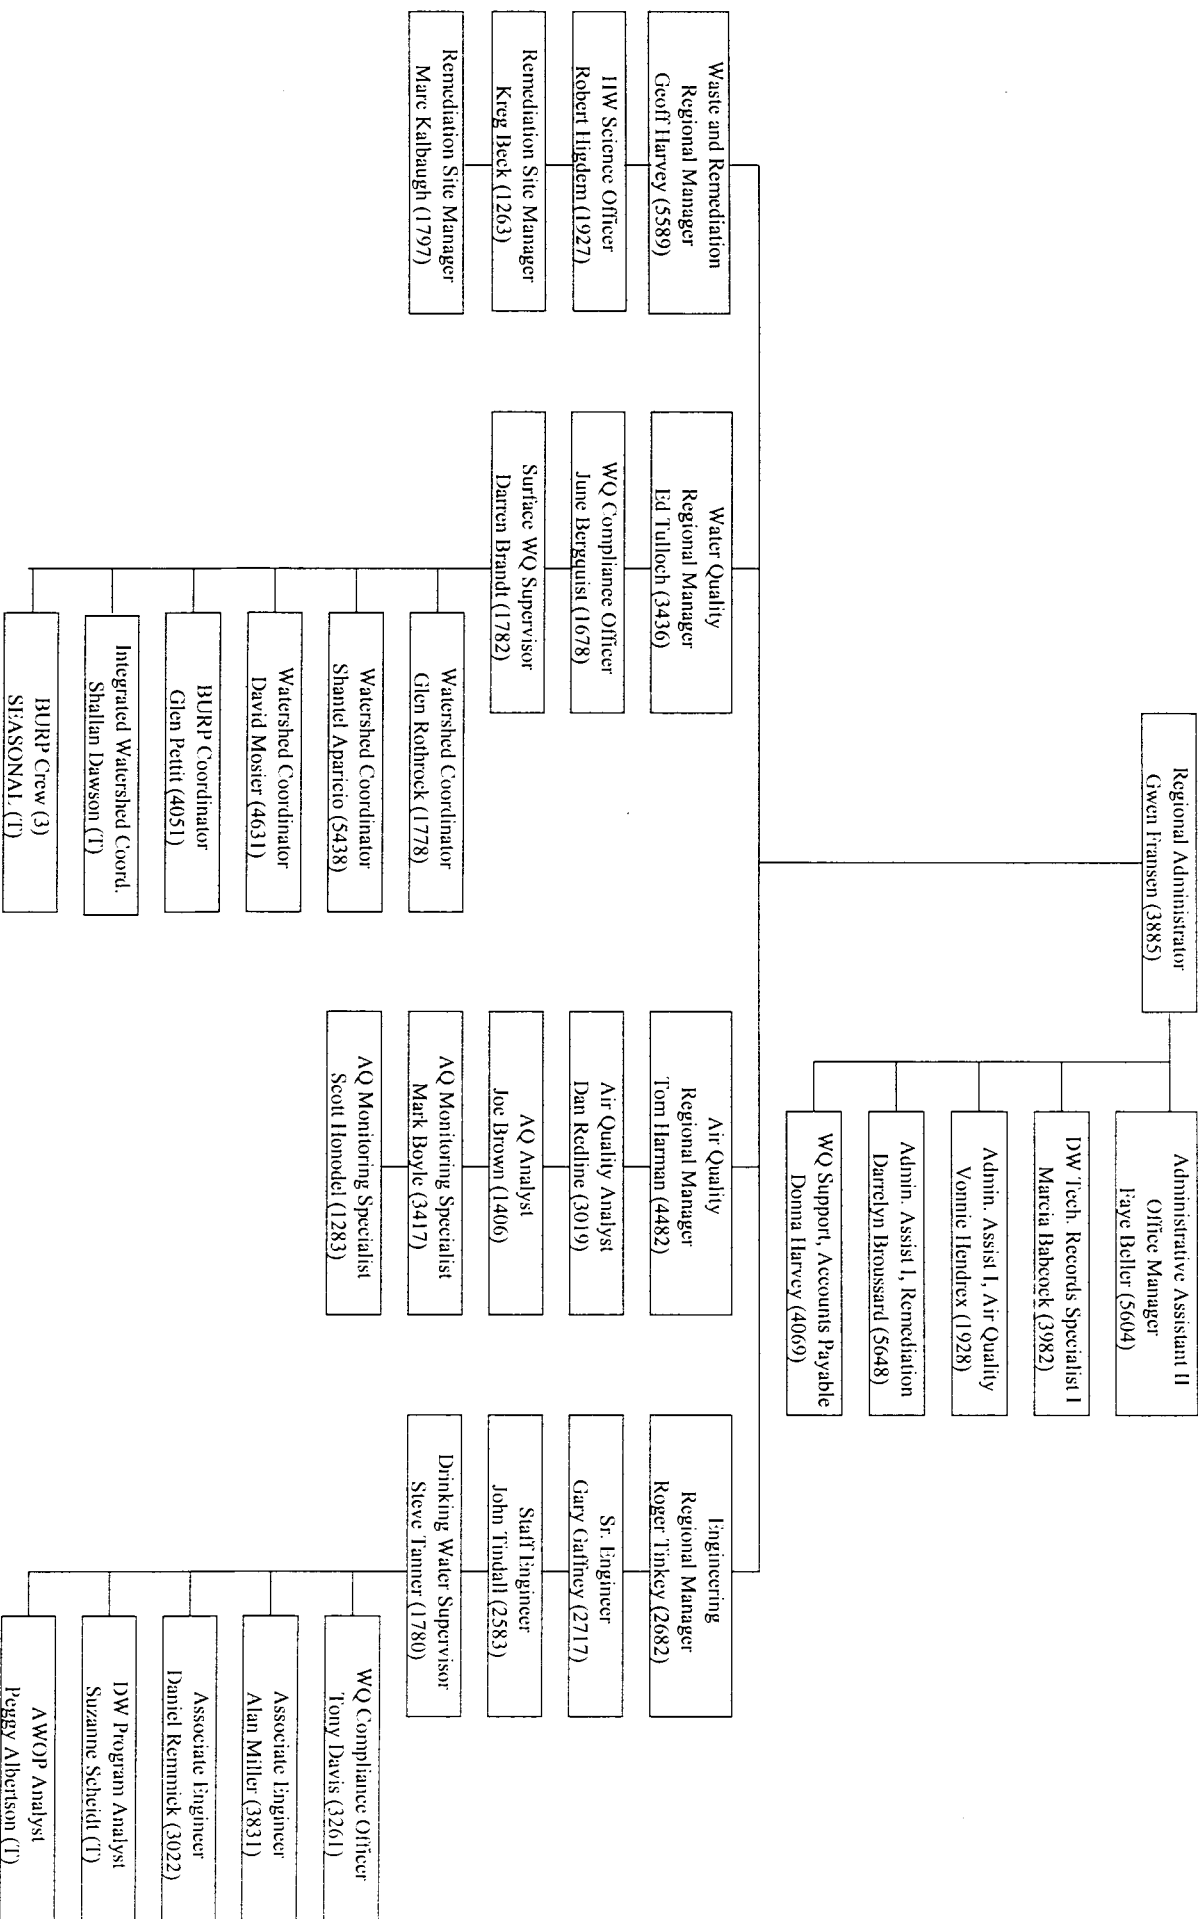 Regional Administrator
Gwen Fransen (3885)
Administrative Assistant II
Office Manager
Faye Beller (5604)
DW Tech. Records Specialist I
Marcia Babcock (3982)
Admin. Assist I, Air Quality
Vonnie Hendrex (1928)
Admin. Assist I, Remediation
Darrelyn Broussard (5648)
WQ Support, Accounts Payable
Donna Harvey (4069)
Waste and Remediation
Regional Manager
Geoff Harvey (5589)
HW Science Officer
Robert Higdem (1927)
Remediation Site Manager
Kreg Beck (1263)
Remediation Site Manager
Marc Kalbaugh (1797)
Water Quality
Regional Manager
Ed Tulloch (3436)
WQ Compliance Officer
June Bergquist (1678)
Surface WQ Supervisor
Darren Brandt (1782)
Watershed Coordinator
Glen Rothrock (1778)
Watershed Coordinator
Shantel Aparicio (5438)
Watershed Coordinator
David Mosier (4631)
BURP Coordinator
Glen Pettit (4051)
Integrated Watershed Coord.
Shallan Dawson (T)
BURP Crew (3)
SEASONAL (T)
Air Quality
Regional Manager
Tom Harman (4482)
Air Quality Analyst
Dan Redline (3019)
AQ Analyst
Joe Brown (1406)
AQ Monitoring Specialist
Mark Boyle (3417)
AQ Monitoring Specialist
Scott Honodel (1283)
Engineering
Regional Manager
Roger Tinkey (2682)
Sr. Engineer
Gary Gaffney (2717)
Staff Engineer
John Tindall (2583)
Drinking Water Supervisor
Steve Tanner (1780)
WQ Compliance Officer
Tony Davis (3261)
Associate Engineer
Alan Miller (3831)
Associate Engineer
Daniel Remmick (3022)
DW Program Analyst
Suzanne Scheidt (T)
AWOP Analyst
Peggy Albertson (T)